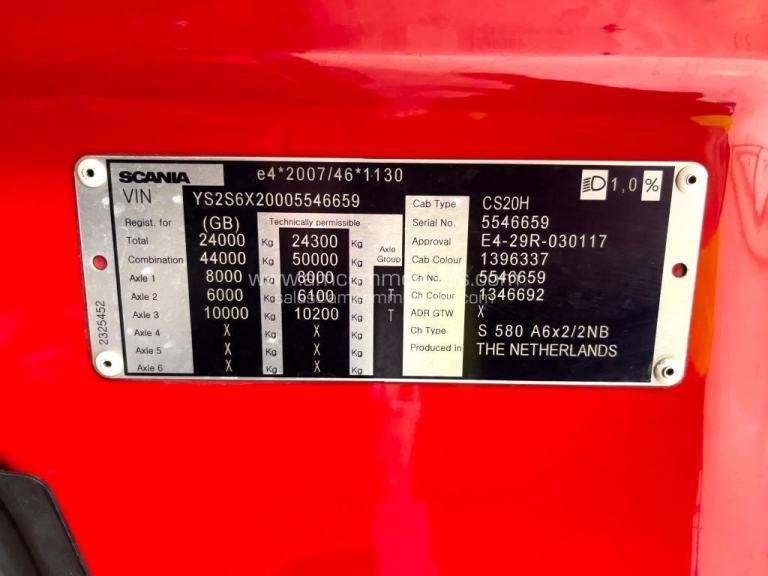 SCANIA e4*2007/46*1130 1,0 %
VIN YS2S6X20005546659
Regist. for (GB) Technically permissible
Total 24000 Kg 24300 Kg
Combination 44000 Kg 50000 Kg Axle Group
Axle 1 8000 Kg 8000 Kg
Axle 2 6000 Kg 6100 Kg
Axle 3 10000 Kg 10200 Kg T
Axle 4 X Kg X Kg
Axle 5 X Kg X Kg
Axle 6 X Kg X Kg
Cab Type CS20H
Serial No. 5546659
Approval E4-29R-030117
Cab Colour 1396337
Ch No. 5546659
Ch Colour 1346692
ADR GTW X
Ch Type S 580 A6x2/2NB
Produced in THE NETHERLANDS
2325452